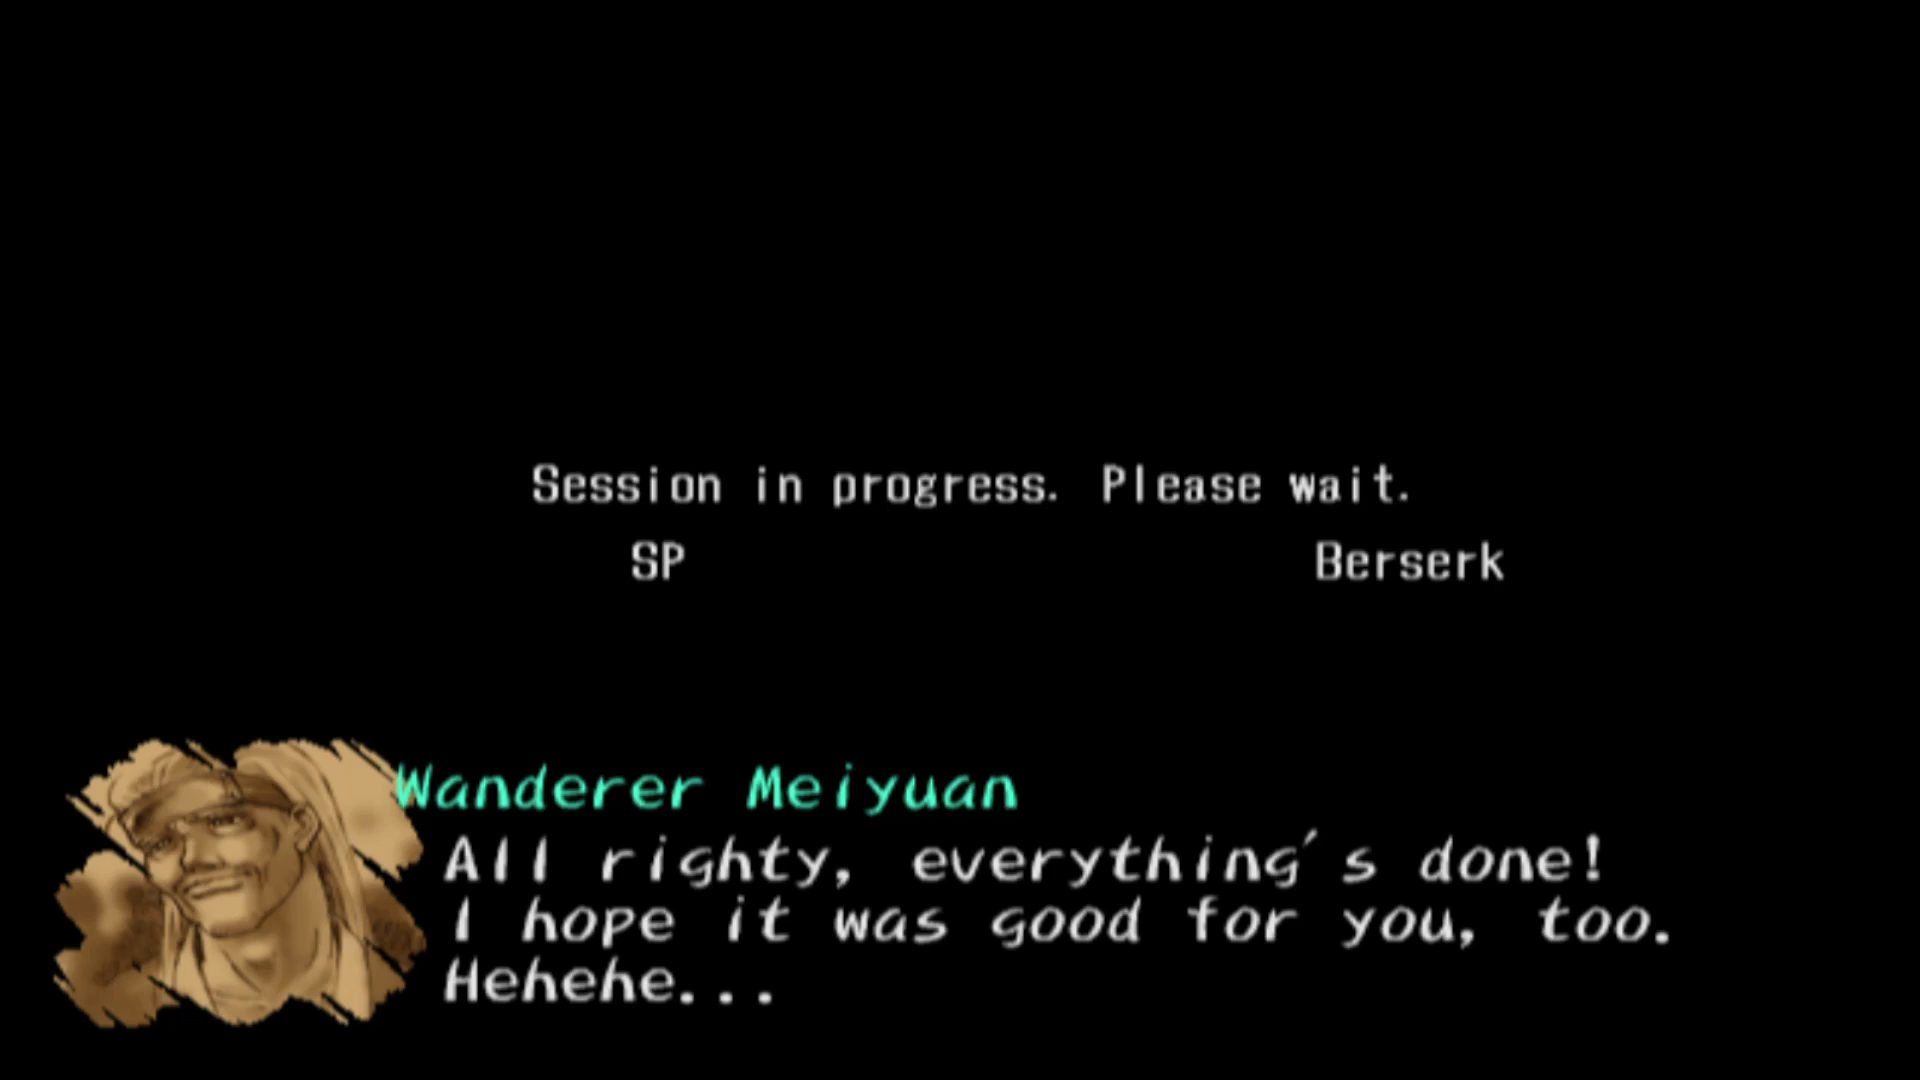 Session in progress. Please wait.
SP Berserk
Wanderer Meiyuan
All righty, everything's done!
I hope it was good for you, too.
Hehehe...